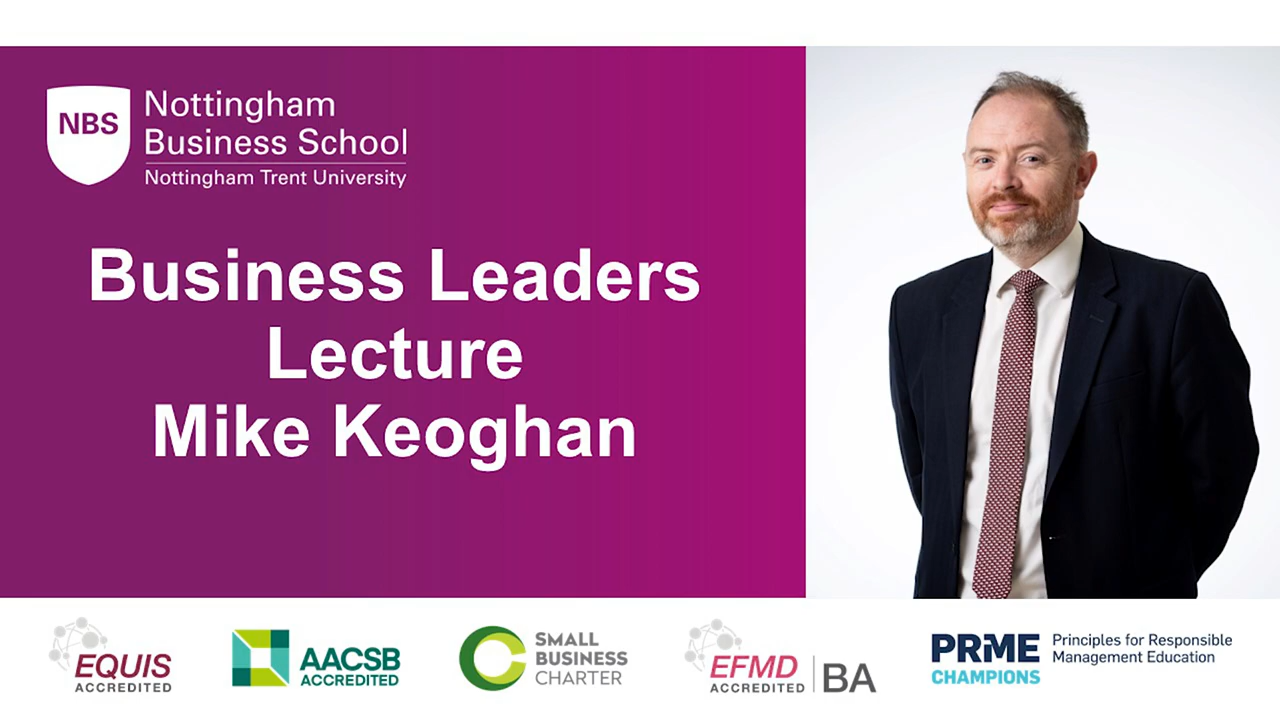 NBS
Nottingham
Business School
Nottingham Trent University
Business Leaders
Lecture
Mike Keoghan
EQUIS
ACCREDITED
AACSB
ACCREDITED
SMALL
BUSINESS
CHARTER
EFMD
ACCREDITED
BA
PRME
CHAMPIONS
Principles for Responsible
Management Education